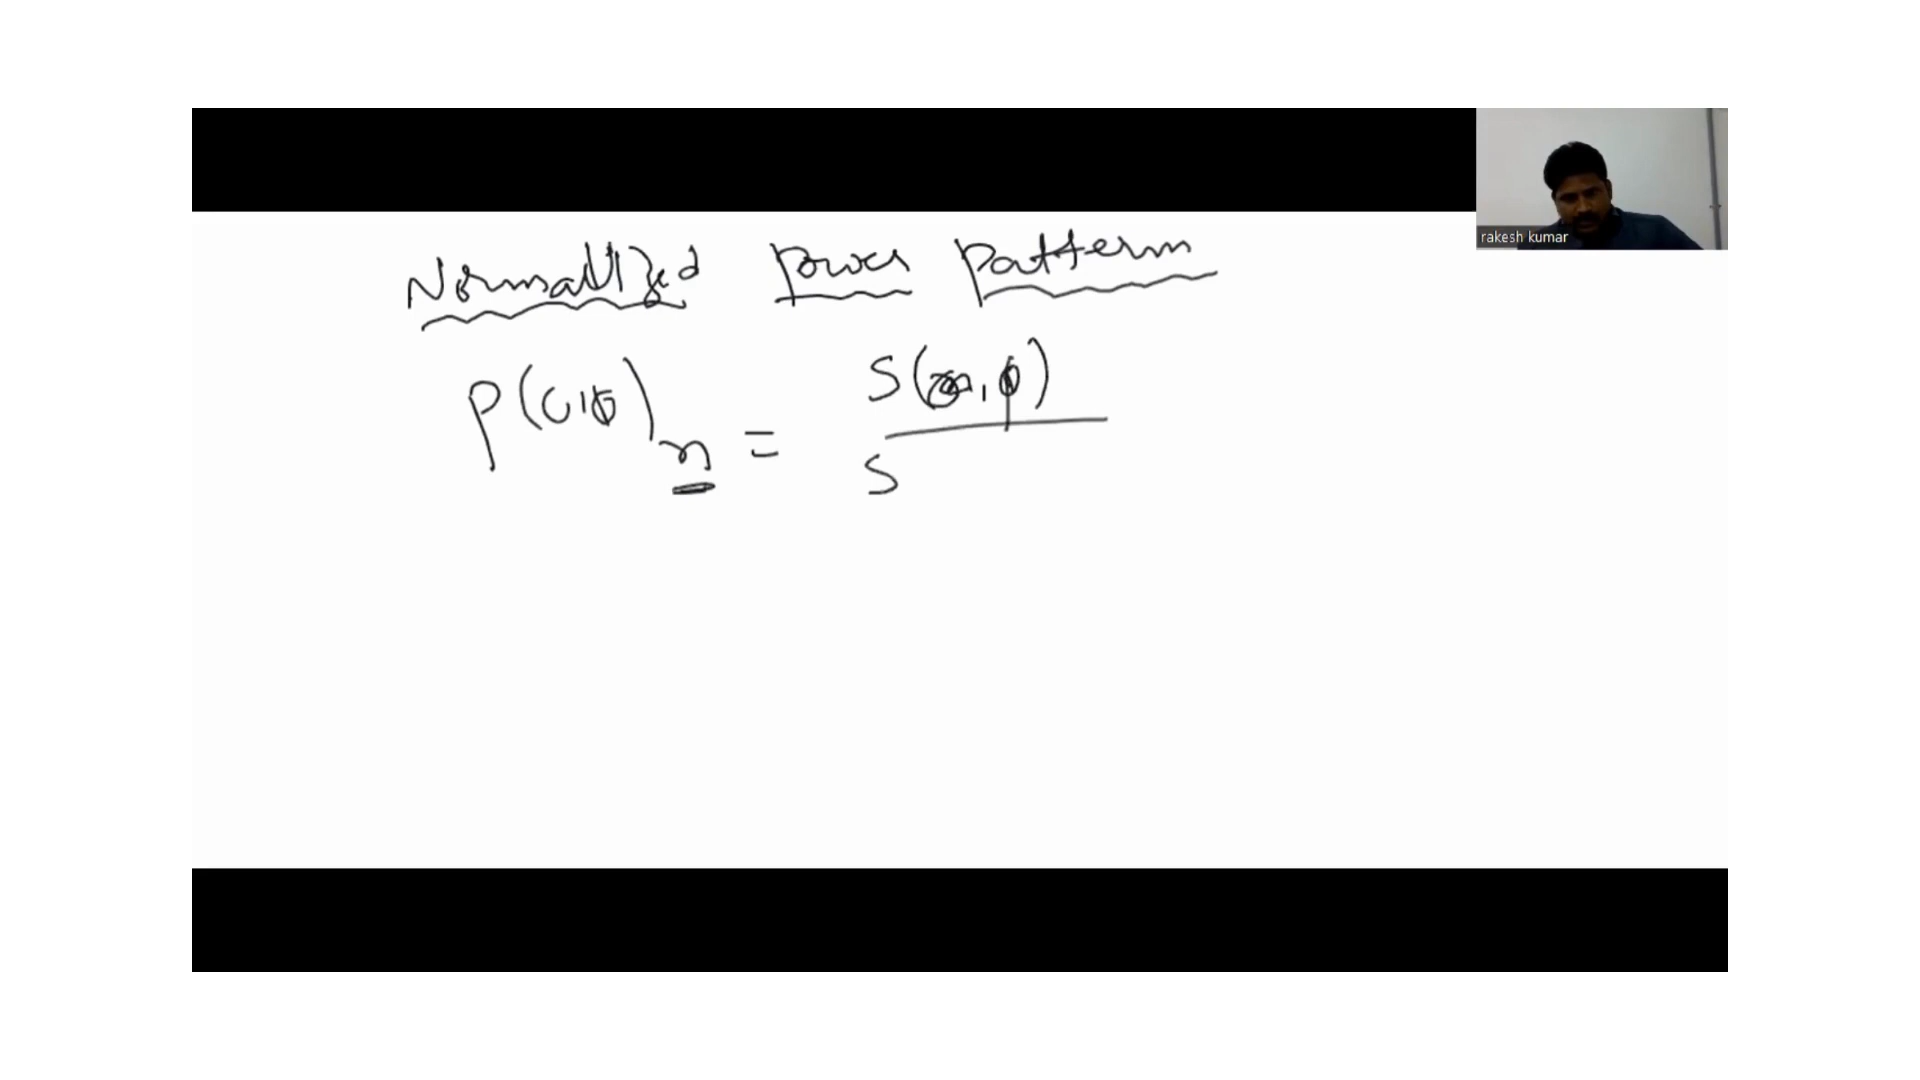 rakesh kumar
Normalized Power Pattern
P(θ,ϕ)n = S(θ,ϕ)
S